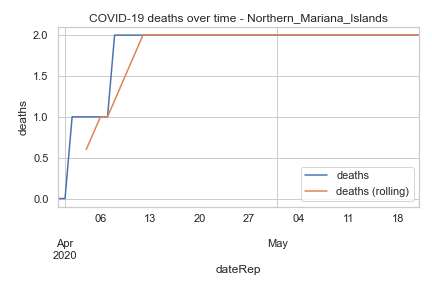 COVID-19 deaths over time - Northern_Mariana_Islands
deaths
2.0
1.5
1.0
0.5
0.0
deaths
deaths (rolling)
06 13 20 27 04 11 18
Apr May
2020
dateRep